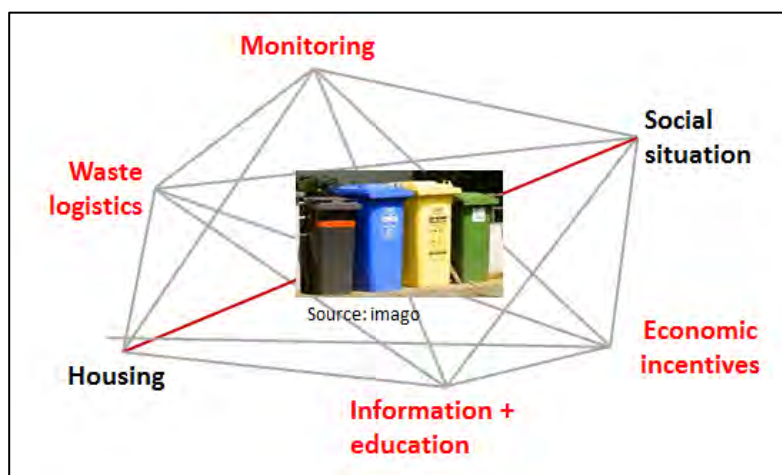 Monitoring
Social
situation
Waste
logistics
Source: imago
Economic
incentives
Housing
Information +
education